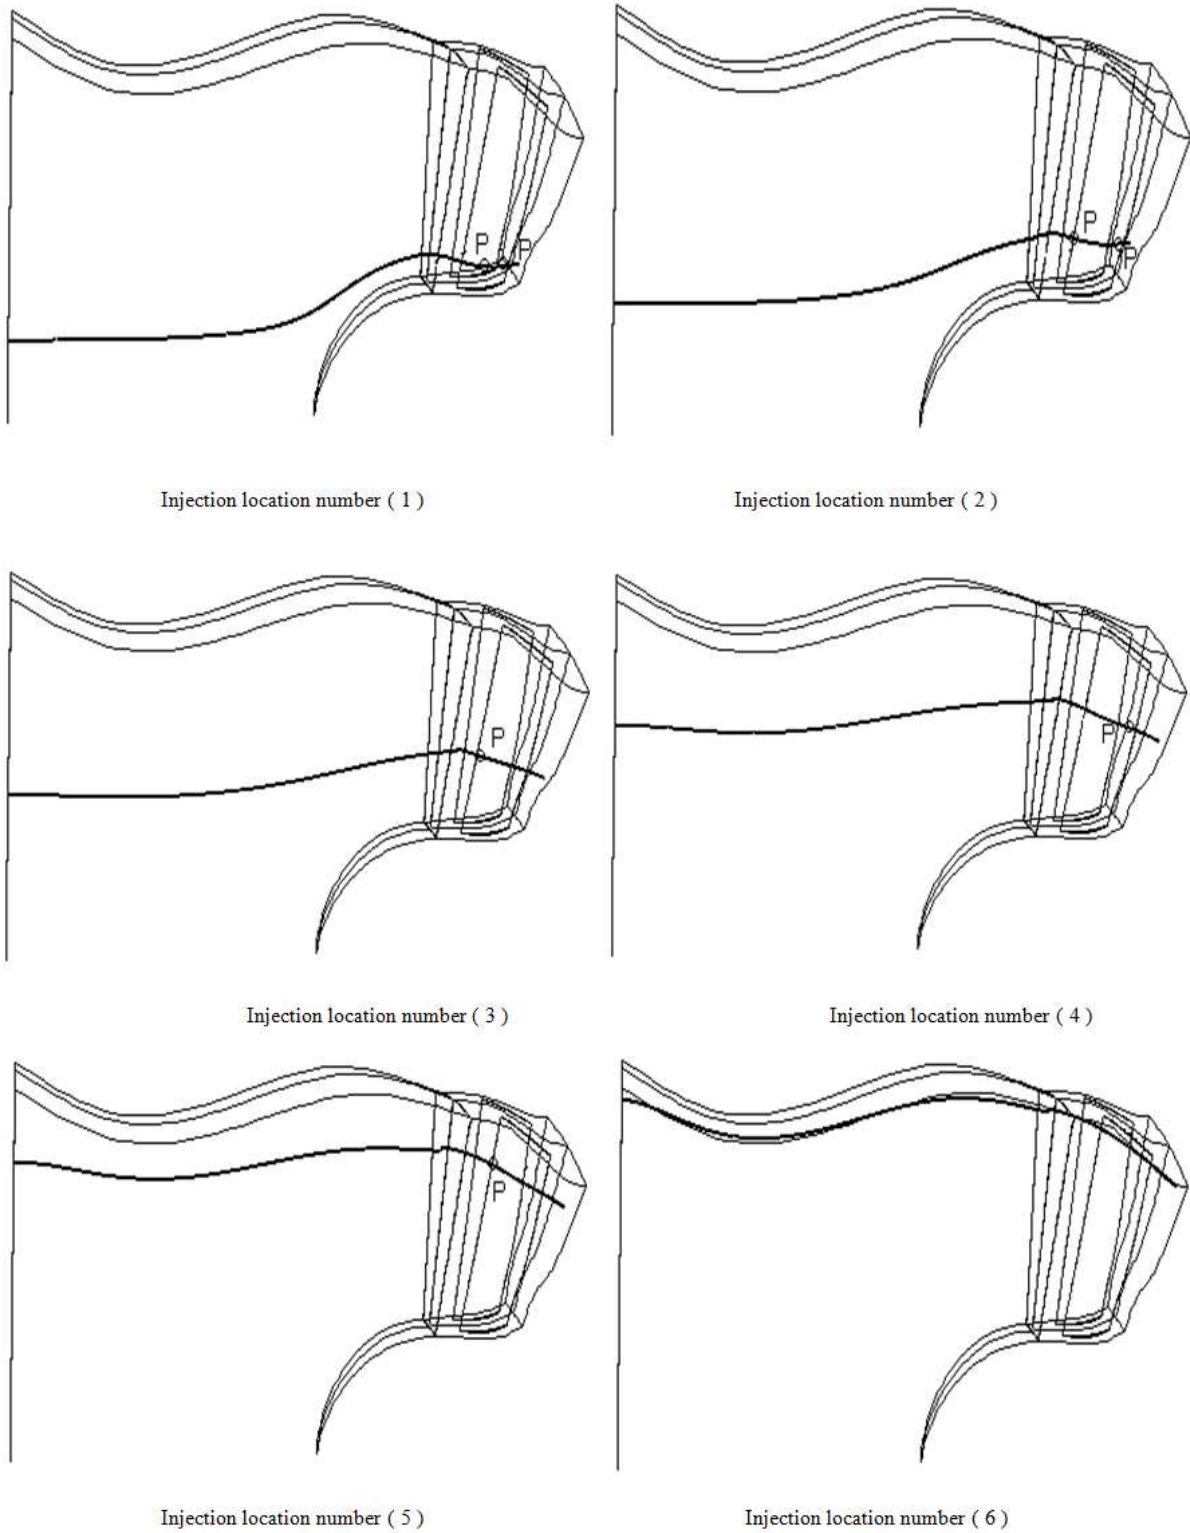 P P
P
P
Injection location number ( 1 )
Injection location number ( 2 )
P
P
Injection location number ( 3 )
Injection location number ( 4 )
P
Injection location number ( 5 )
Injection location number ( 6 )